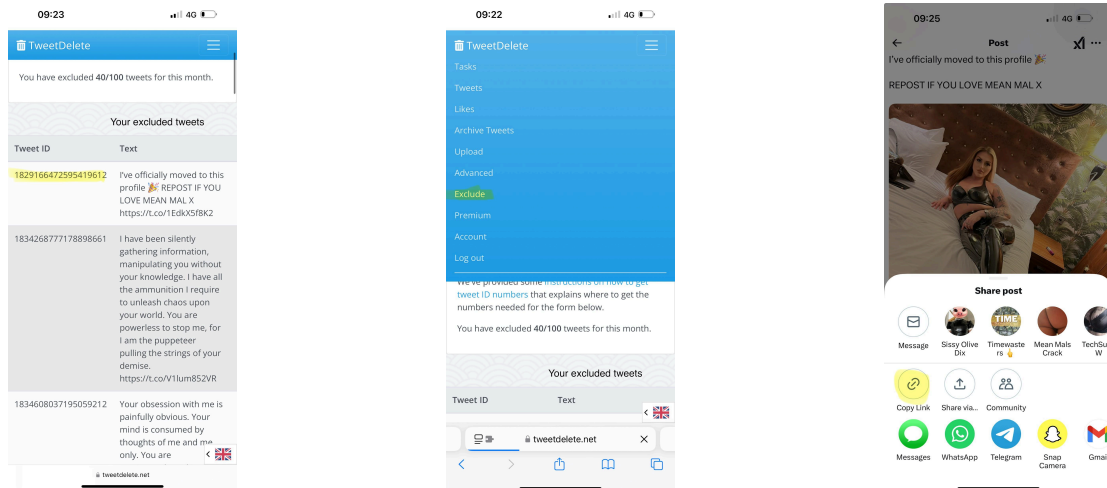 09:23
4G
TweetDelete
You have excluded 40/100 tweets for this month.
Your excluded tweets
Tweet ID Text
1829166472595419612 I've officially moved to this
profile 🎉 REPOST IF YOU
LOVE MEAN MAL X
https://t.co/1EdkX5f8K2
1834268777178898661 I have been silently
gathering information,
manipulating you without
your knowledge. I have all
the ammunition I require
to unleash chaos upon
your world. You are
powerless to stop me, for
I am the puppeteer
pulling the strings of your
demise.
https://t.co/V1lum852VR
1834608037195059212 Your obsession with me is
painfully obvious. Your
mind is consumed by
thoughts of me and me
only. You are
tweetdelete.net
09:22
4G
TweetDelete
Tasks
Tweets
Likes
Archive Tweets
Upload
Advanced
Exclude
Premium
Account
Log out
We've provided some instructions on how to get
tweet ID numbers that explains where to get the
numbers needed for the form below.
You have excluded 40/100 tweets for this month.
Your excluded tweets
Tweet ID Text
tweetdelete.net
09:25
4G
Post
I've officially moved to this profile 🎉
REPOST IF YOU LOVE MEAN MAL X
Share post
TIME
Message Sissy Olive Timewaste Mean Mals TechSu
Dix rs 👆 Crack W
Copy Link Share via... Community
Messages WhatsApp Telegram Snap Gmai
Camera